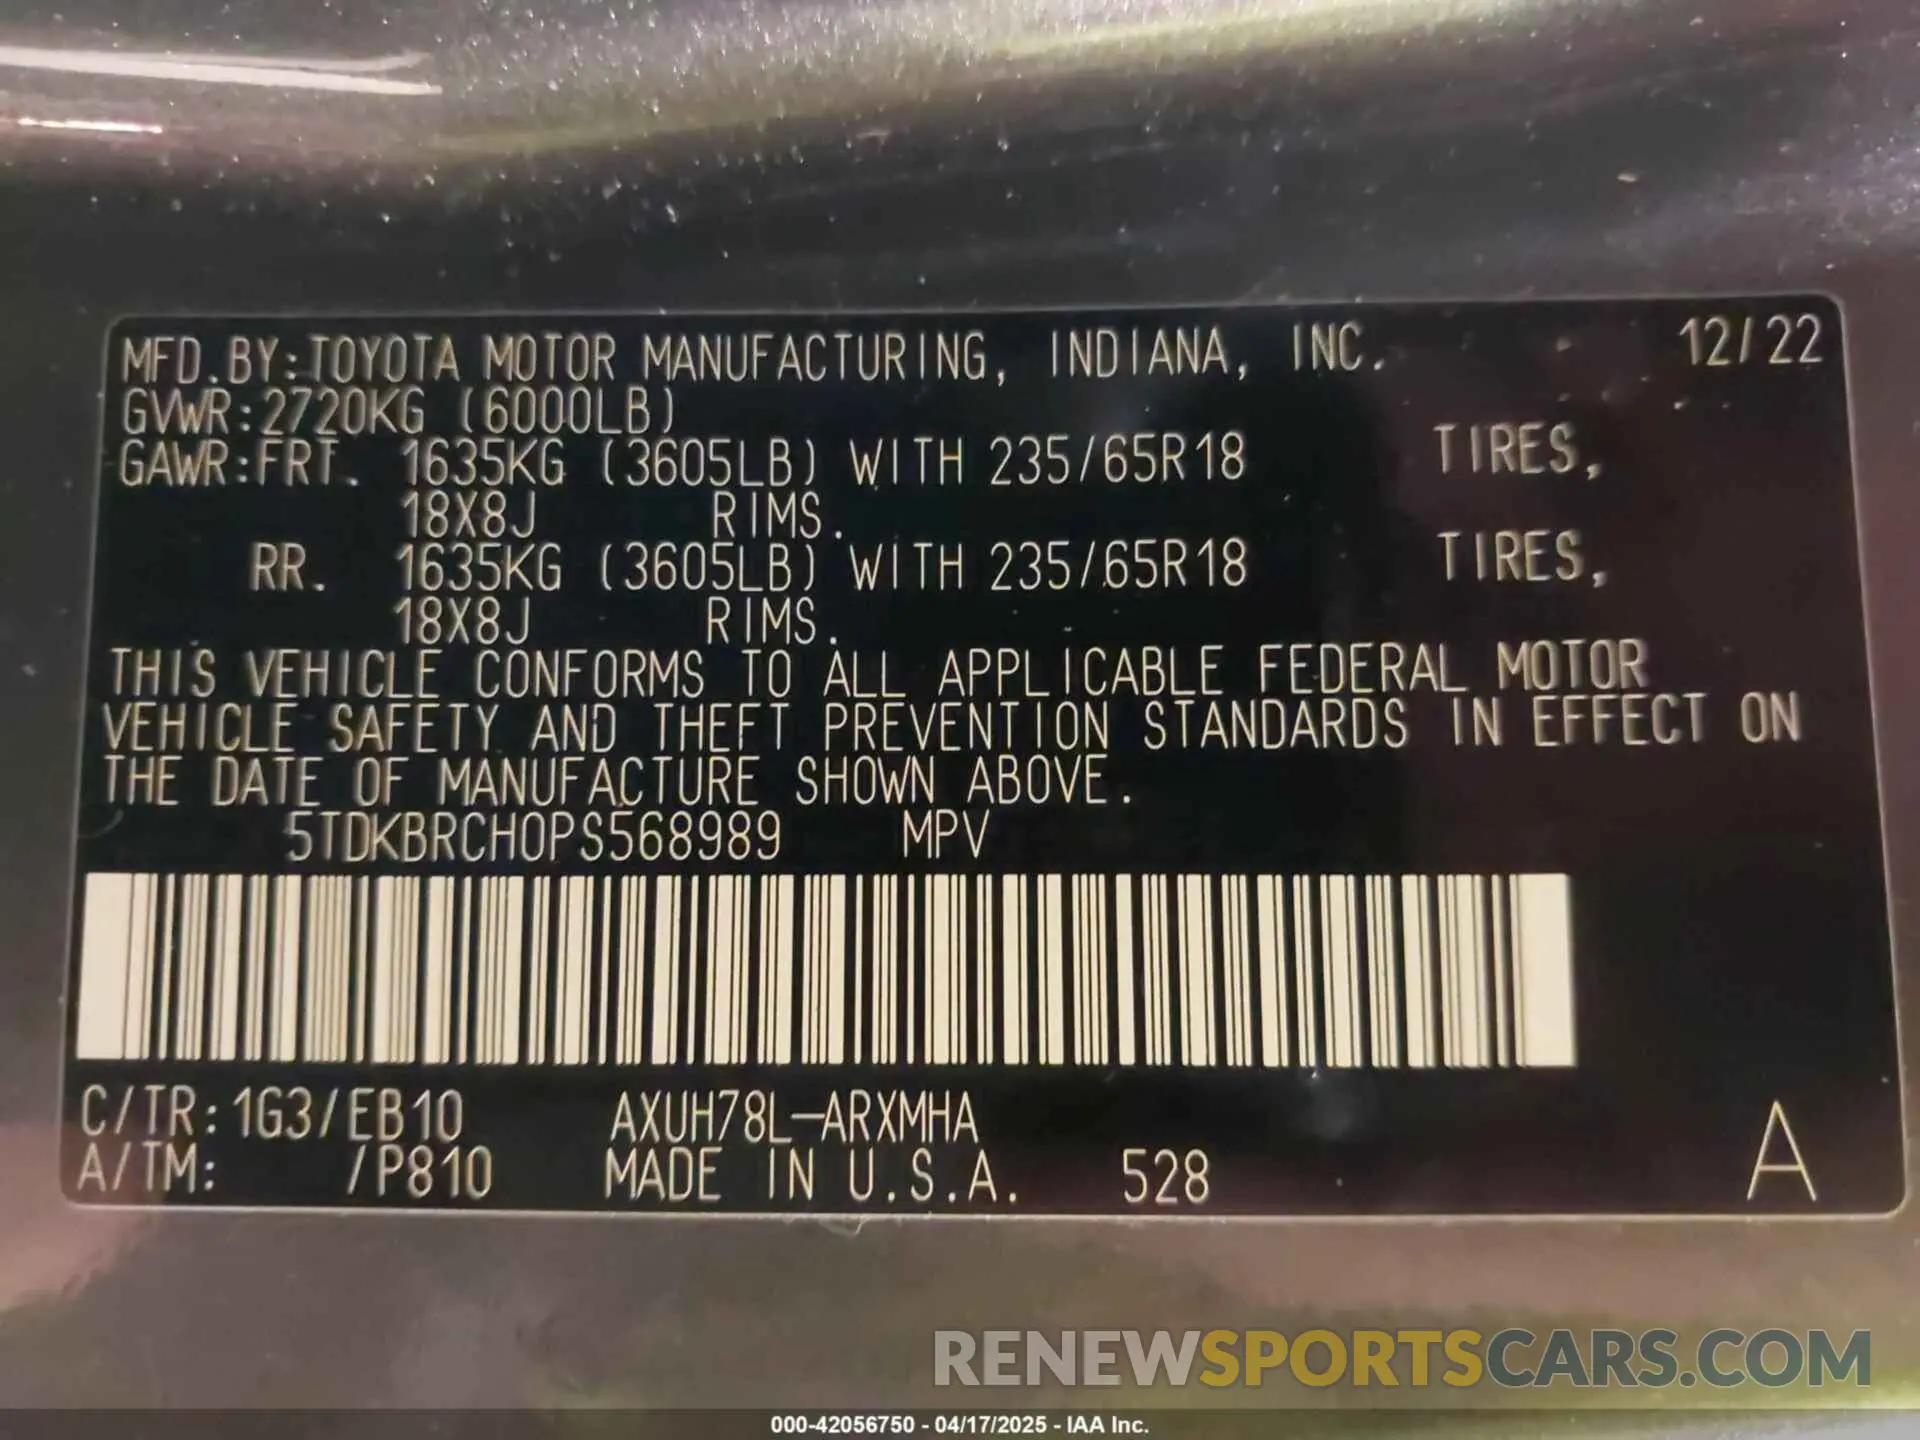 MFD.BY:TOYOTA MOTOR MANUFACTURING, INDIANA, INC. 12/22
GVWR:2720KG (6000LB)
GAWR:FRT. 1635KG (3605LB) WITH 235/65R18 TIRES,
18X8J RIMS.
RR. 1635KG (3605LB) WITH 235/65R18 TIRES,
18X8J RIMS.
THIS VEHICLE CONFORMS TO ALL APPLICABLE FEDERAL MOTOR
VEHICLE SAFETY AND THEFT PREVENTION STANDARDS IN EFFECT ON
THE DATE OF MANUFACTURE SHOWN ABOVE.
5TDKBRCH0PS568989 MPV
C/TR:1G3/EB10 AXUH78L-ARXMHA
A/TM: /P810 MADE IN U.S.A. 528 A
RENEWSPORTSCARS.COM
000-42056750 - 04/17/2025 - IAA Inc.